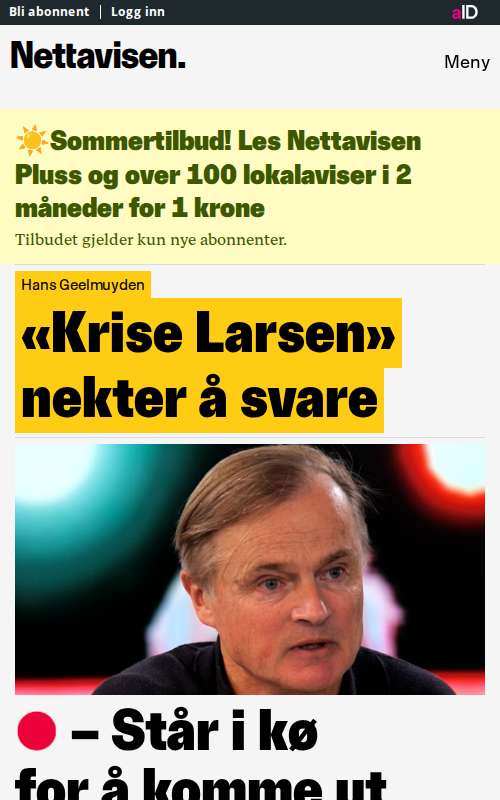 Bli abonnent | Logg inn
aID
Nettavisen.
Meny
☀️Sommertilbud! Les Nettavisen
Pluss og over 100 lokalaviser i 2
måneder for 1 krone
Tilbudet gjelder kun nye abonnenter.
Hans Geelmuyden
«Krise Larsen»
nekter å svare
– Står i kø
for å komme ut